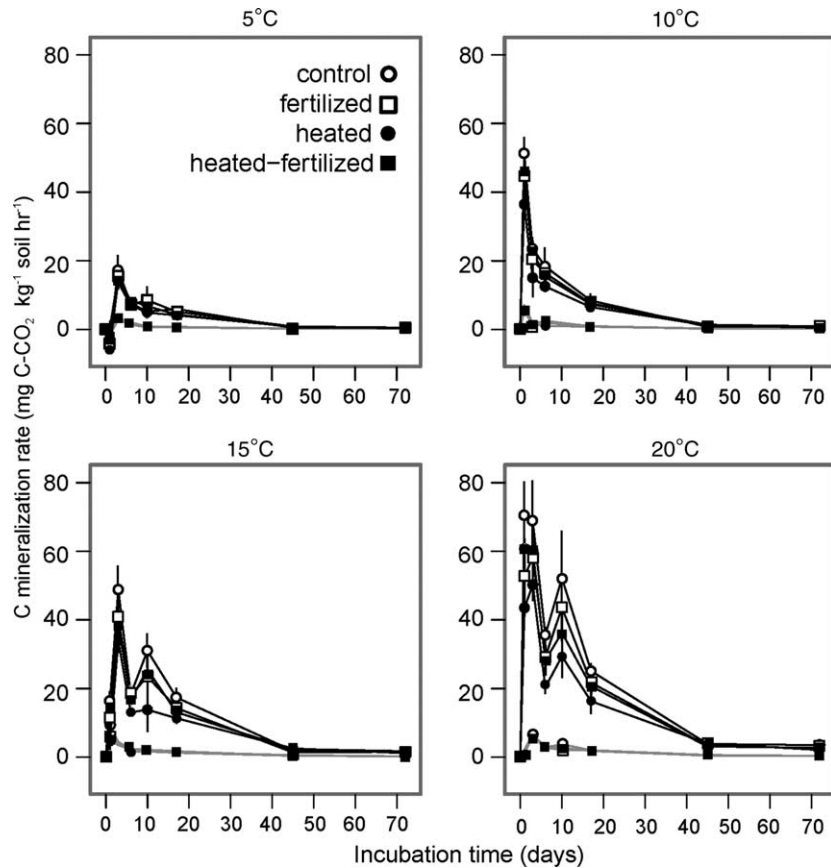 5°C
10°C
80
60
40
20
0
control
fertilized
heated
heated–fertilized
0 10 20 30 40 50 60 70
80
60
40
20
0
0 10 20 30 40 50 60 70
C mineralization rate (mg C-CO₂ kg⁻¹ soil hr⁻¹)
15°C
20°C
80
60
40
20
0
0 10 20 30 40 50 60 70
80
60
40
20
0
0 10 20 30 40 50 60 70
Incubation time (days)